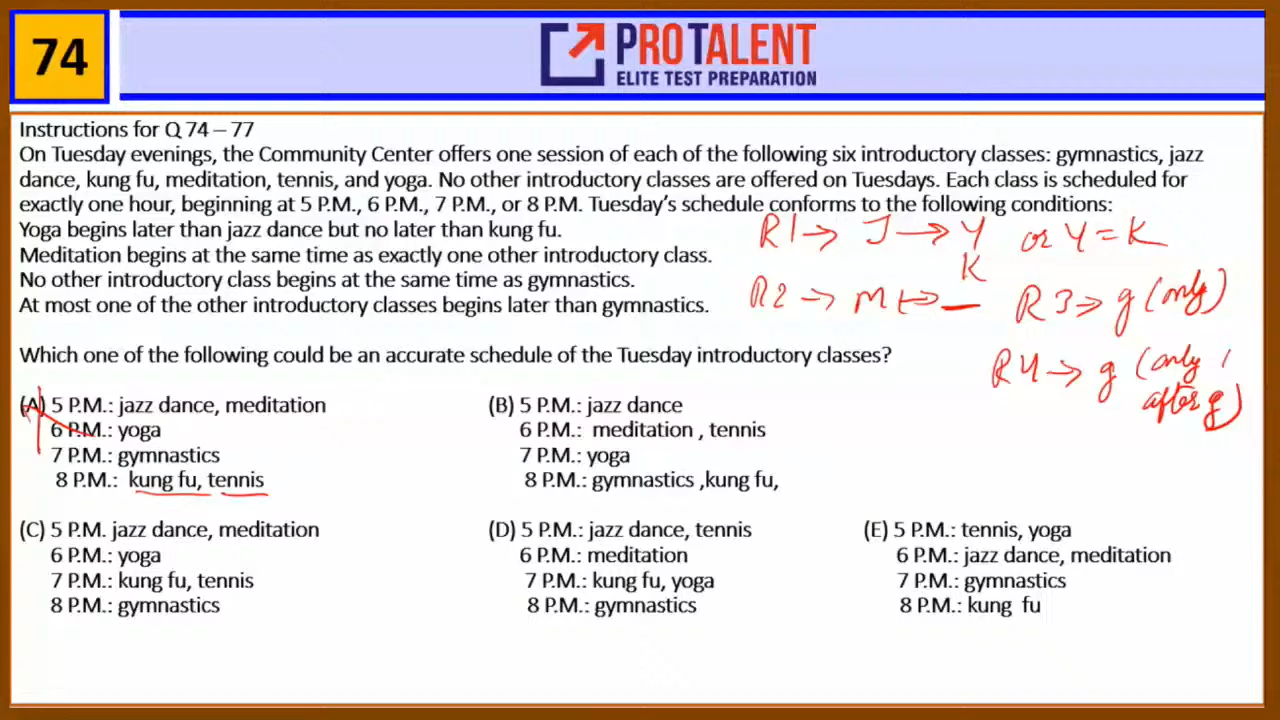 74
PROTALENT
ELITE TEST PREPARATION
Instructions for Q 74 – 77
On Tuesday evenings, the Community Center offers one session of each of the following six introductory classes: gymnastics, jazz
dance, kung fu, meditation, tennis, and yoga. No other introductory classes are offered on Tuesdays. Each class is scheduled for
exactly one hour, beginning at 5 P.M., 6 P.M., 7 P.M., or 8 P.M. Tuesday's schedule conforms to the following conditions:
Yoga begins later than jazz dance but no later than kung fu.
Meditation begins at the same time as exactly one other introductory class.
No other introductory class begins at the same time as gymnastics.
At most one of the other introductory classes begins later than gymnastics.
R1 → J → Y or Y = K
K
R2 → M ↔ — R3 → g (only)
R4 → g (only 1
after g)
Which one of the following could be an accurate schedule of the Tuesday introductory classes?
(A) 5 P.M.: jazz dance, meditation
6 P.M.: yoga
7 P.M.: gymnastics
8 P.M.: kung fu, tennis
(B) 5 P.M.: jazz dance
6 P.M.: meditation , tennis
7 P.M.: yoga
8 P.M.: gymnastics ,kung fu,
(C) 5 P.M. jazz dance, meditation
6 P.M.: yoga
7 P.M.: kung fu, tennis
8 P.M.: gymnastics
(D) 5 P.M.: jazz dance, tennis
6 P.M.: meditation
7 P.M.: kung fu, yoga
8 P.M.: gymnastics
(E) 5 P.M.: tennis, yoga
6 P.M.: jazz dance, meditation
7 P.M.: gymnastics
8 P.M.: kung fu